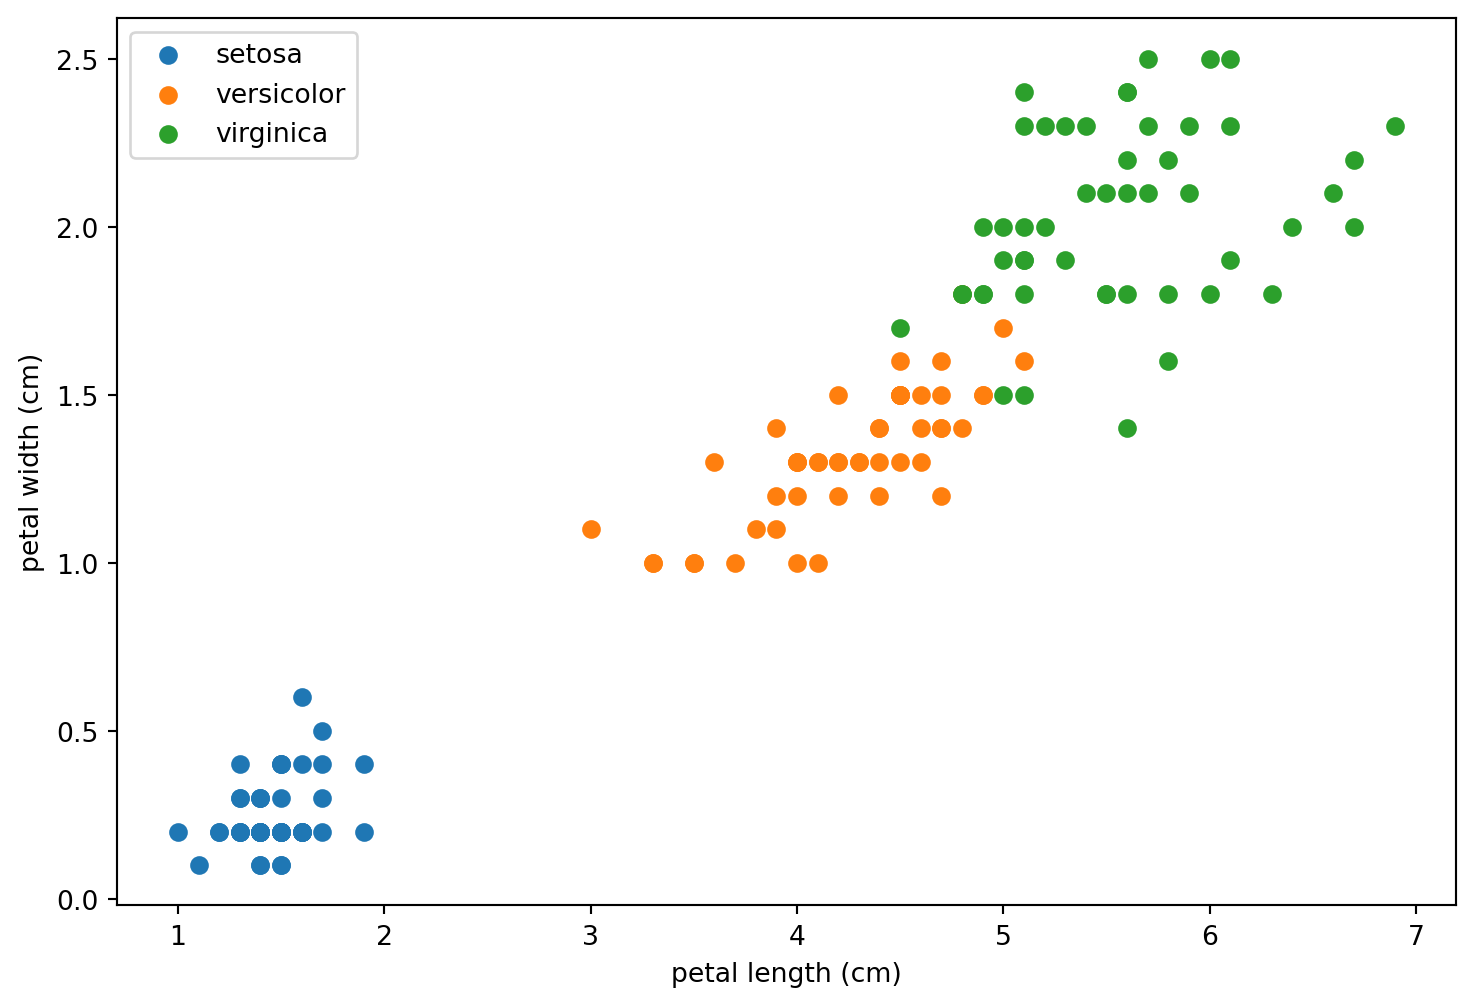 setosa
versicolor
virginica
2.5
2.0
1.5
1.0
0.5
0.0
petal width (cm)
1 2 3 4 5 6 7
petal length (cm)